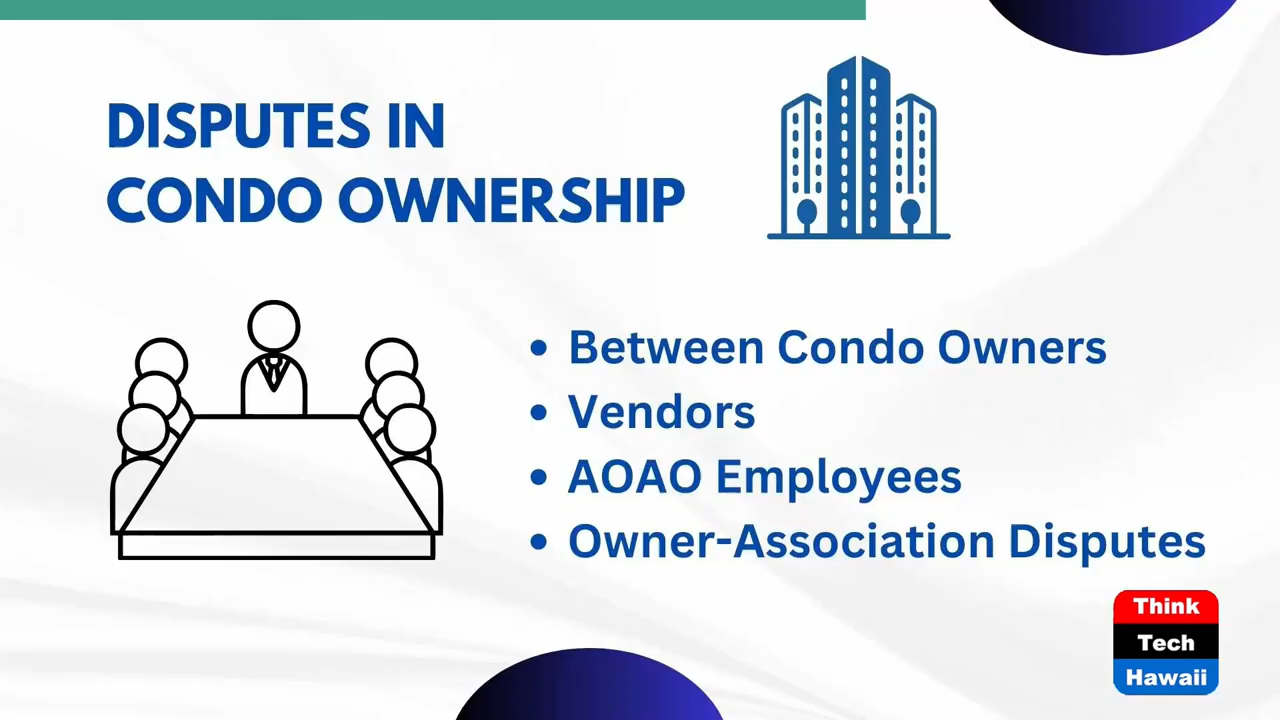 DISPUTES IN
CONDO OWNERSHIP
• Between Condo Owners
• Vendors
• AOAO Employees
• Owner-Association Disputes
Think
Tech
Hawaii